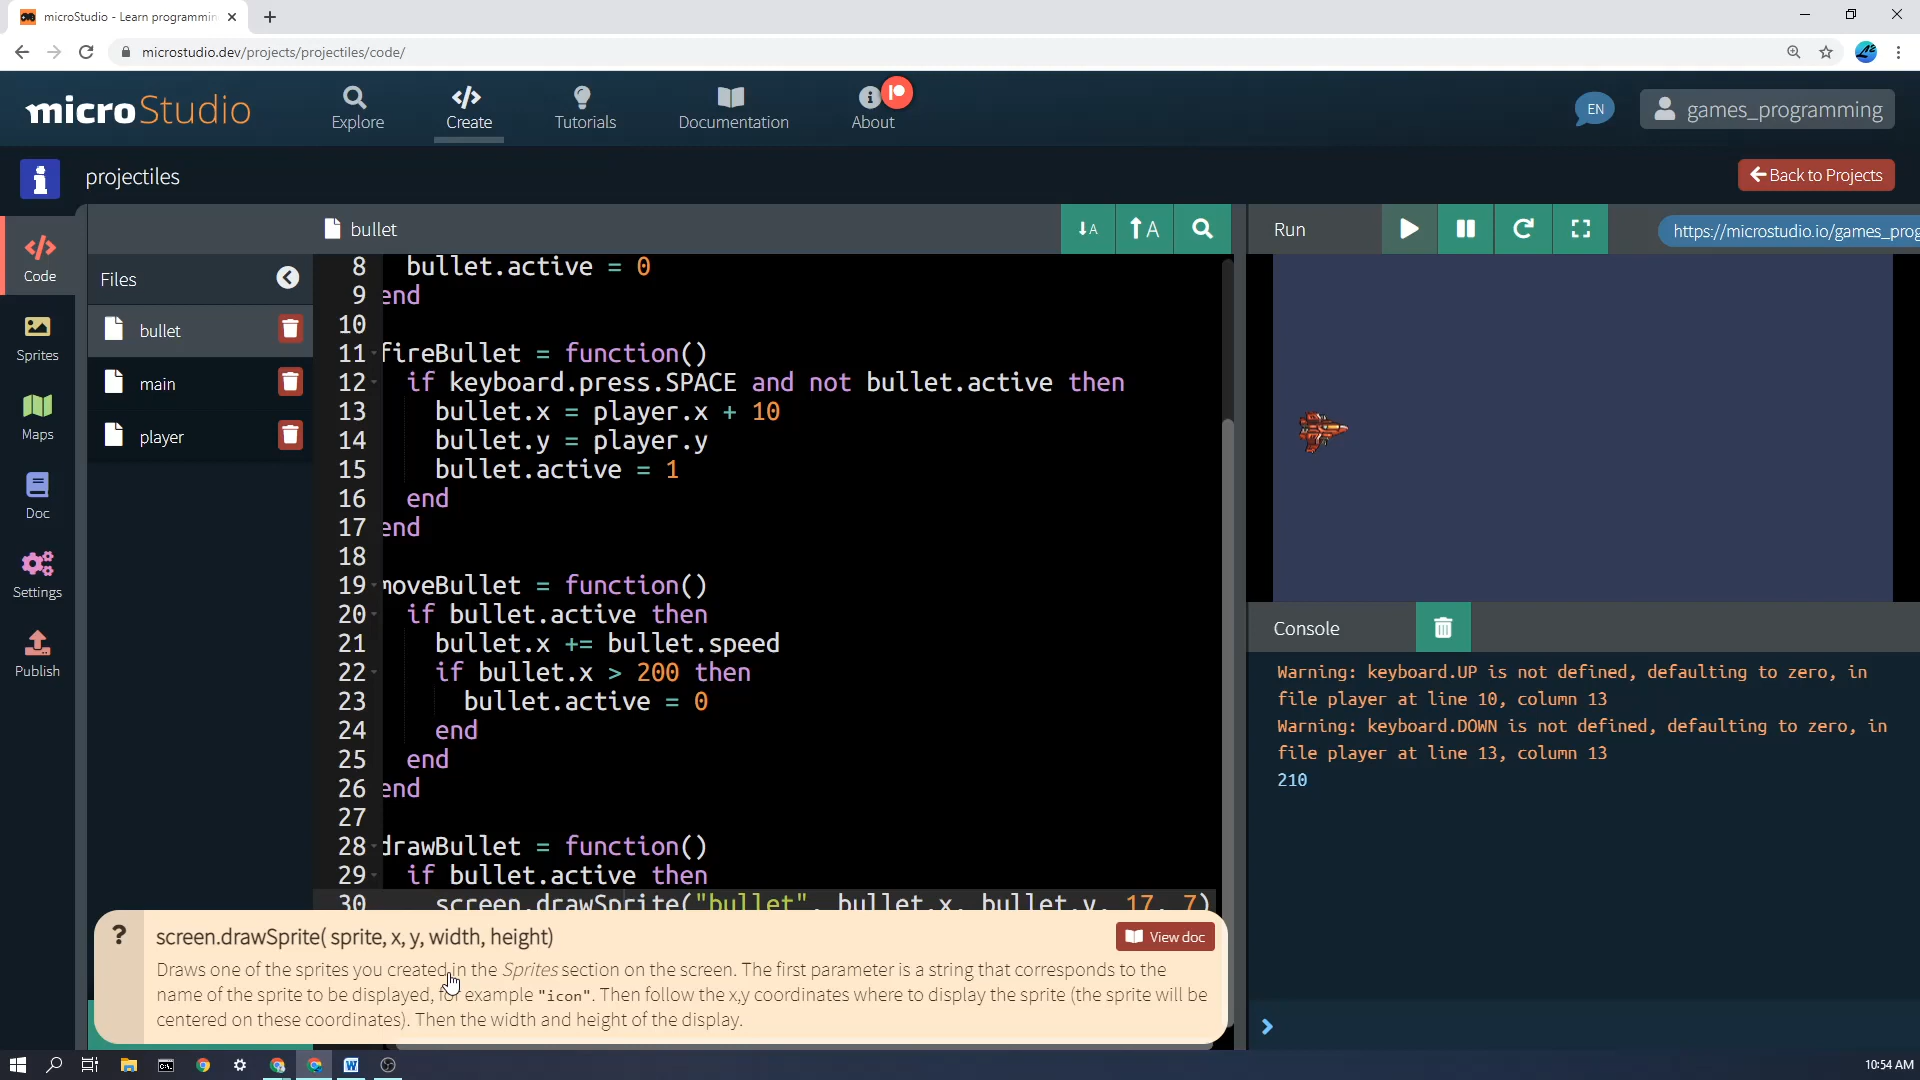 microStudio - Learn programmin
microstudio.dev/projects/projectiles/code/
microStudio
Explore
Create
Tutorials
Documentation
About
EN
games_programming
projectiles
Back to Projects
bullet
↓A
↑A
Run
https://microstudio.io/games_prog
Code
Sprites
Maps
Doc
Settings
Publish
Files
bullet
main
player
8 bullet.active = 0
9 end
10
11 fireBullet = function()
12 if keyboard.press.SPACE and not bullet.active then
13 bullet.x = player.x + 10
14 bullet.y = player.y
15 bullet.active = 1
16 end
17 end
18
19 moveBullet = function()
20 if bullet.active then
21 bullet.x += bullet.speed
22 if bullet.x > 200 then
23 bullet.active = 0
24 end
25 end
26 end
27
28 drawBullet = function()
29 if bullet.active then
30 screen.drawSprite("bullet", bullet.x, bullet.y, 17, 7)
? screen.drawSprite( sprite, x, y, width, height)
View doc
Draws one of the sprites you created in the Sprites section on the screen. The first parameter is a string that corresponds to the
name of the sprite to be displayed, for example "icon". Then follow the x,y coordinates where to display the sprite (the sprite will be
centered on these coordinates). Then the width and height of the display.
Console
Warning: keyboard.UP is not defined, defaulting to zero, in
file player at line 10, column 13
Warning: keyboard.DOWN is not defined, defaulting to zero, in
file player at line 13, column 13
210
10:54 AM